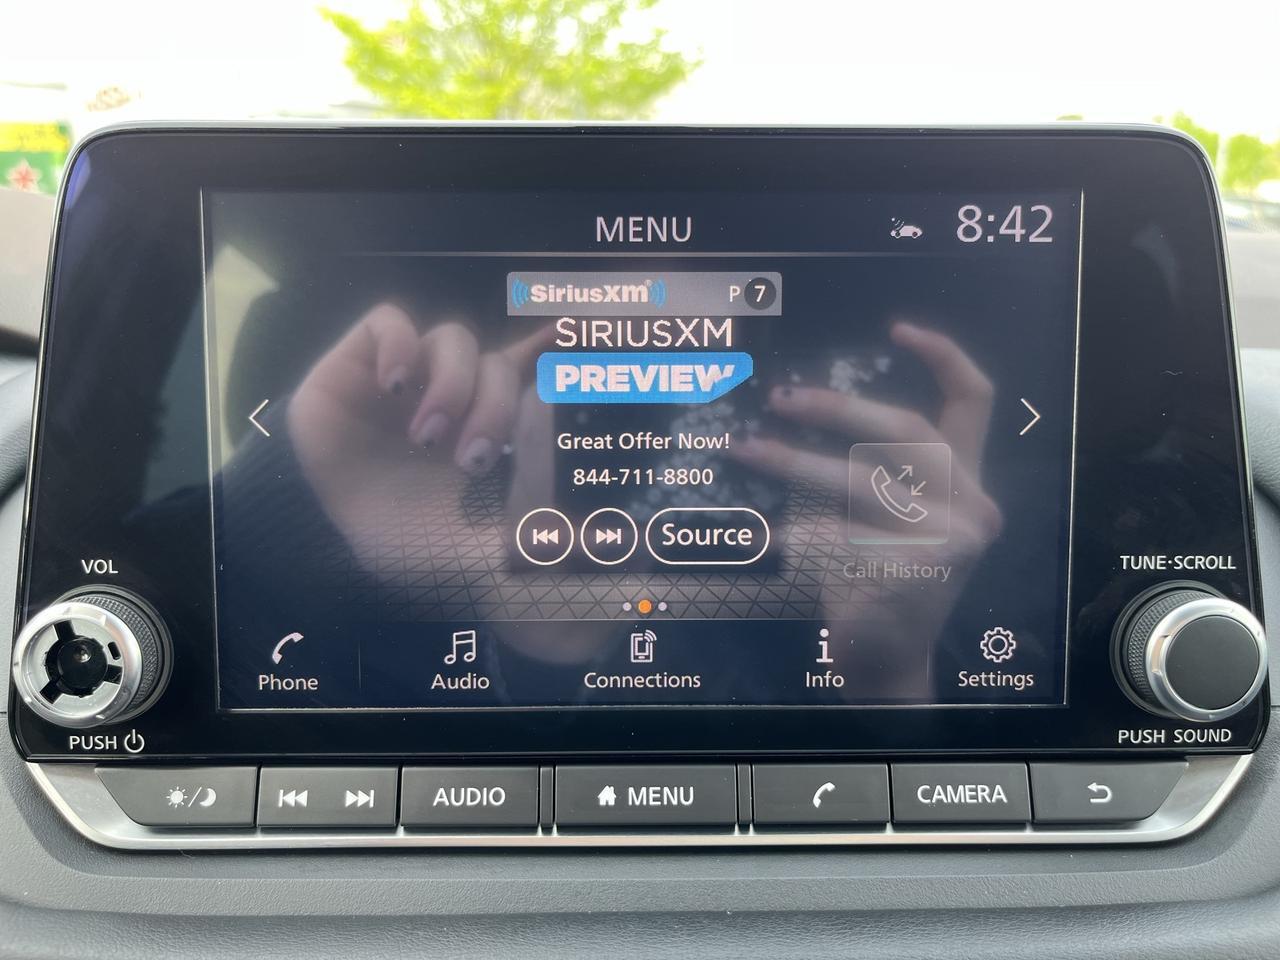 MENU
8:42
SiriusXM
P 7
SIRIUSXM
PREVIEW
Great Offer Now!
844-711-8800
Source
Call History
VOL
TUNE·SCROLL
Phone
Audio
Connections
Info
Settings
PUSH
PUSH SOUND
AUDIO
MENU
CAMERA